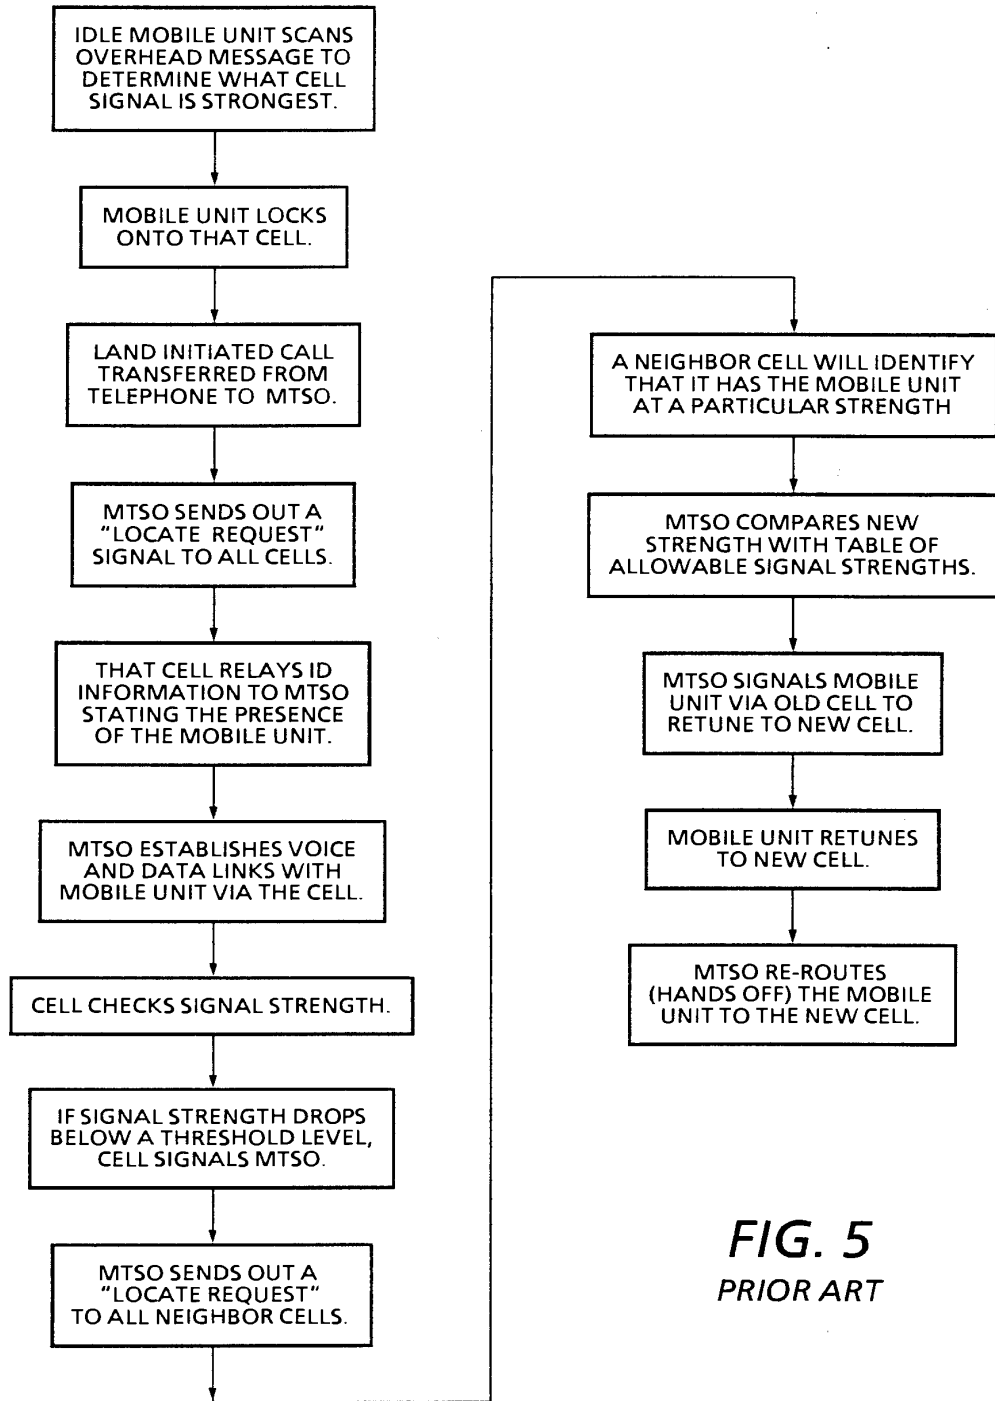 IDLE MOBILE UNIT SCANS
OVERHEAD MESSAGE TO
DETERMINE WHAT CELL
SIGNAL IS STRONGEST.
MOBILE UNIT LOCKS
ONTO THAT CELL.
LAND INITIATED CALL
TRANSFERRED FROM
TELEPHONE TO MTSO.
MTSO SENDS OUT A
"LOCATE REQUEST"
SIGNAL TO ALL CELLS.
THAT CELL RELAYS ID
INFORMATION TO MTSO
STATING THE PRESENCE
OF THE MOBILE UNIT.
MTSO ESTABLISHES VOICE
AND DATA LINKS WITH
MOBILE UNIT VIA THE CELL.
CELL CHECKS SIGNAL STRENGTH.
IF SIGNAL STRENGTH DROPS
BELOW A THRESHOLD LEVEL,
CELL SIGNALS MTSO.
MTSO SENDS OUT A
"LOCATE REQUEST"
TO ALL NEIGHBOR CELLS.
A NEIGHBOR CELL WILL IDENTIFY
THAT IT HAS THE MOBILE UNIT
AT A PARTICULAR STRENGTH
MTSO COMPARES NEW
STRENGTH WITH TABLE OF
ALLOWABLE SIGNAL STRENGTHS.
MTSO SIGNALS MOBILE
UNIT VIA OLD CELL TO
RETUNE TO NEW CELL.
MOBILE UNIT RETUNES
TO NEW CELL.
MTSO RE-ROUTES
(HANDS OFF) THE MOBILE
UNIT TO THE NEW CELL.
FIG. 5
PRIOR ART